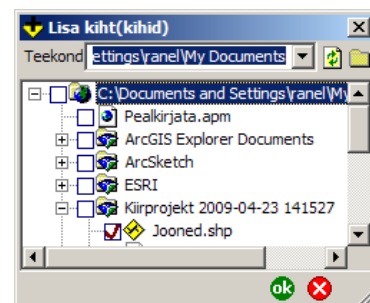 Lisa kiht(kihid)
Teekond ettings\ranel\My Documents
C:\Documents and Settings\ranel\My
Pealkirjata.apm
ArcGIS Explorer Documents
ArcSketch
ESRI
Kiirprojekt 2009-04-23 141527
Jooned.shp
ok